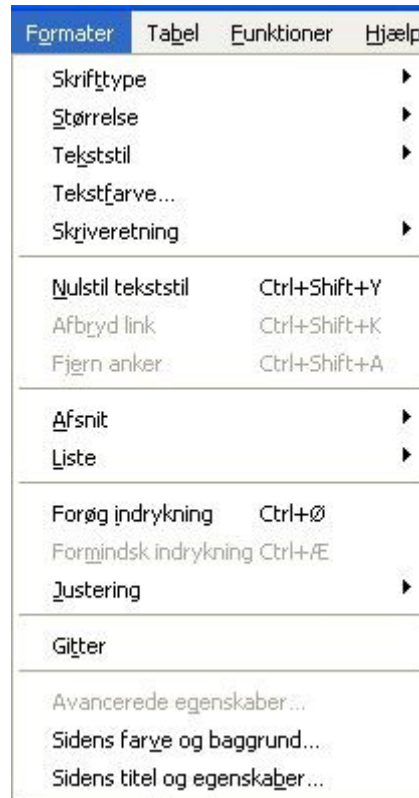 Formater Tabel Funktioner Hjælp
Skrifttype
Størrelse
Tekststil
Tekstfarve...
Skriveretning
Nulstil tekststil Ctrl+Shift+Y
Afbryd link Ctrl+Shift+K
Fjern anker Ctrl+Shift+A
Afsnit
Liste
Forøg indrykning Ctrl+Ø
Formindsk indrykning Ctrl+Æ
Justering
Gitter
Avancerede egenskaber...
Sidens farve og baggrund...
Sidens titel og egenskaber...